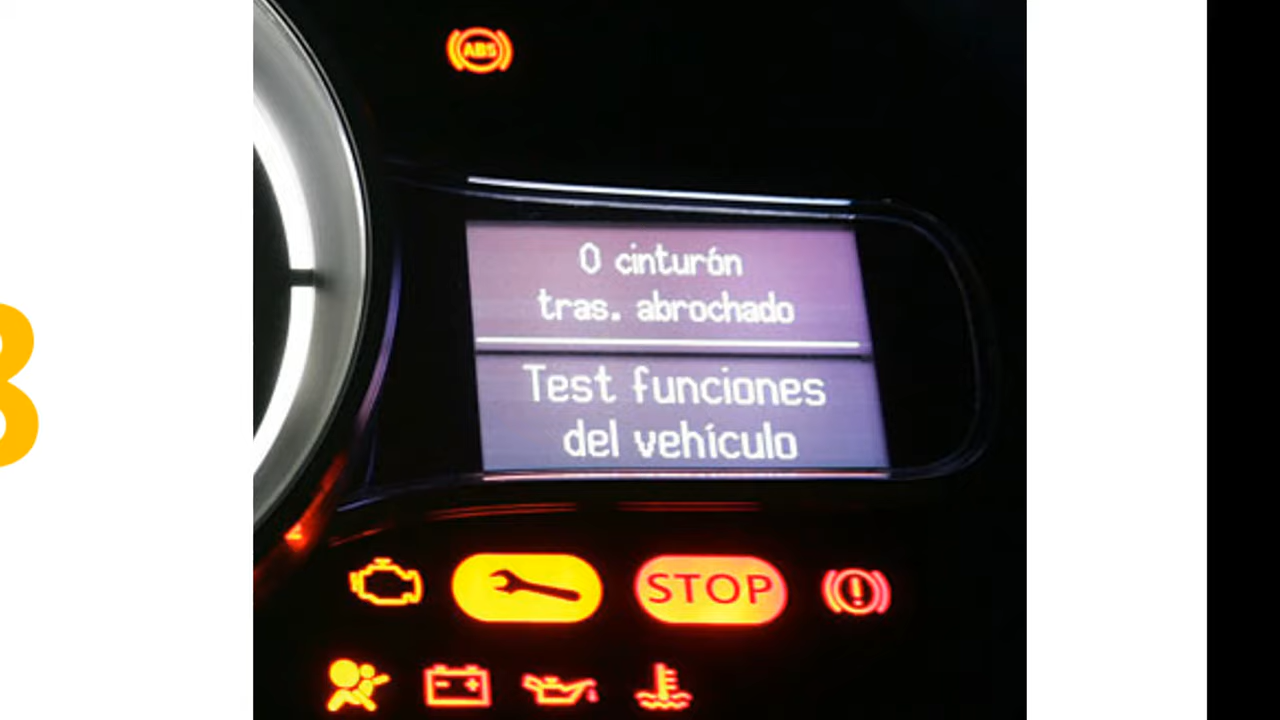 ABS
0 cinturón
tras. abrochado
Test funciones
del vehículo
STOP